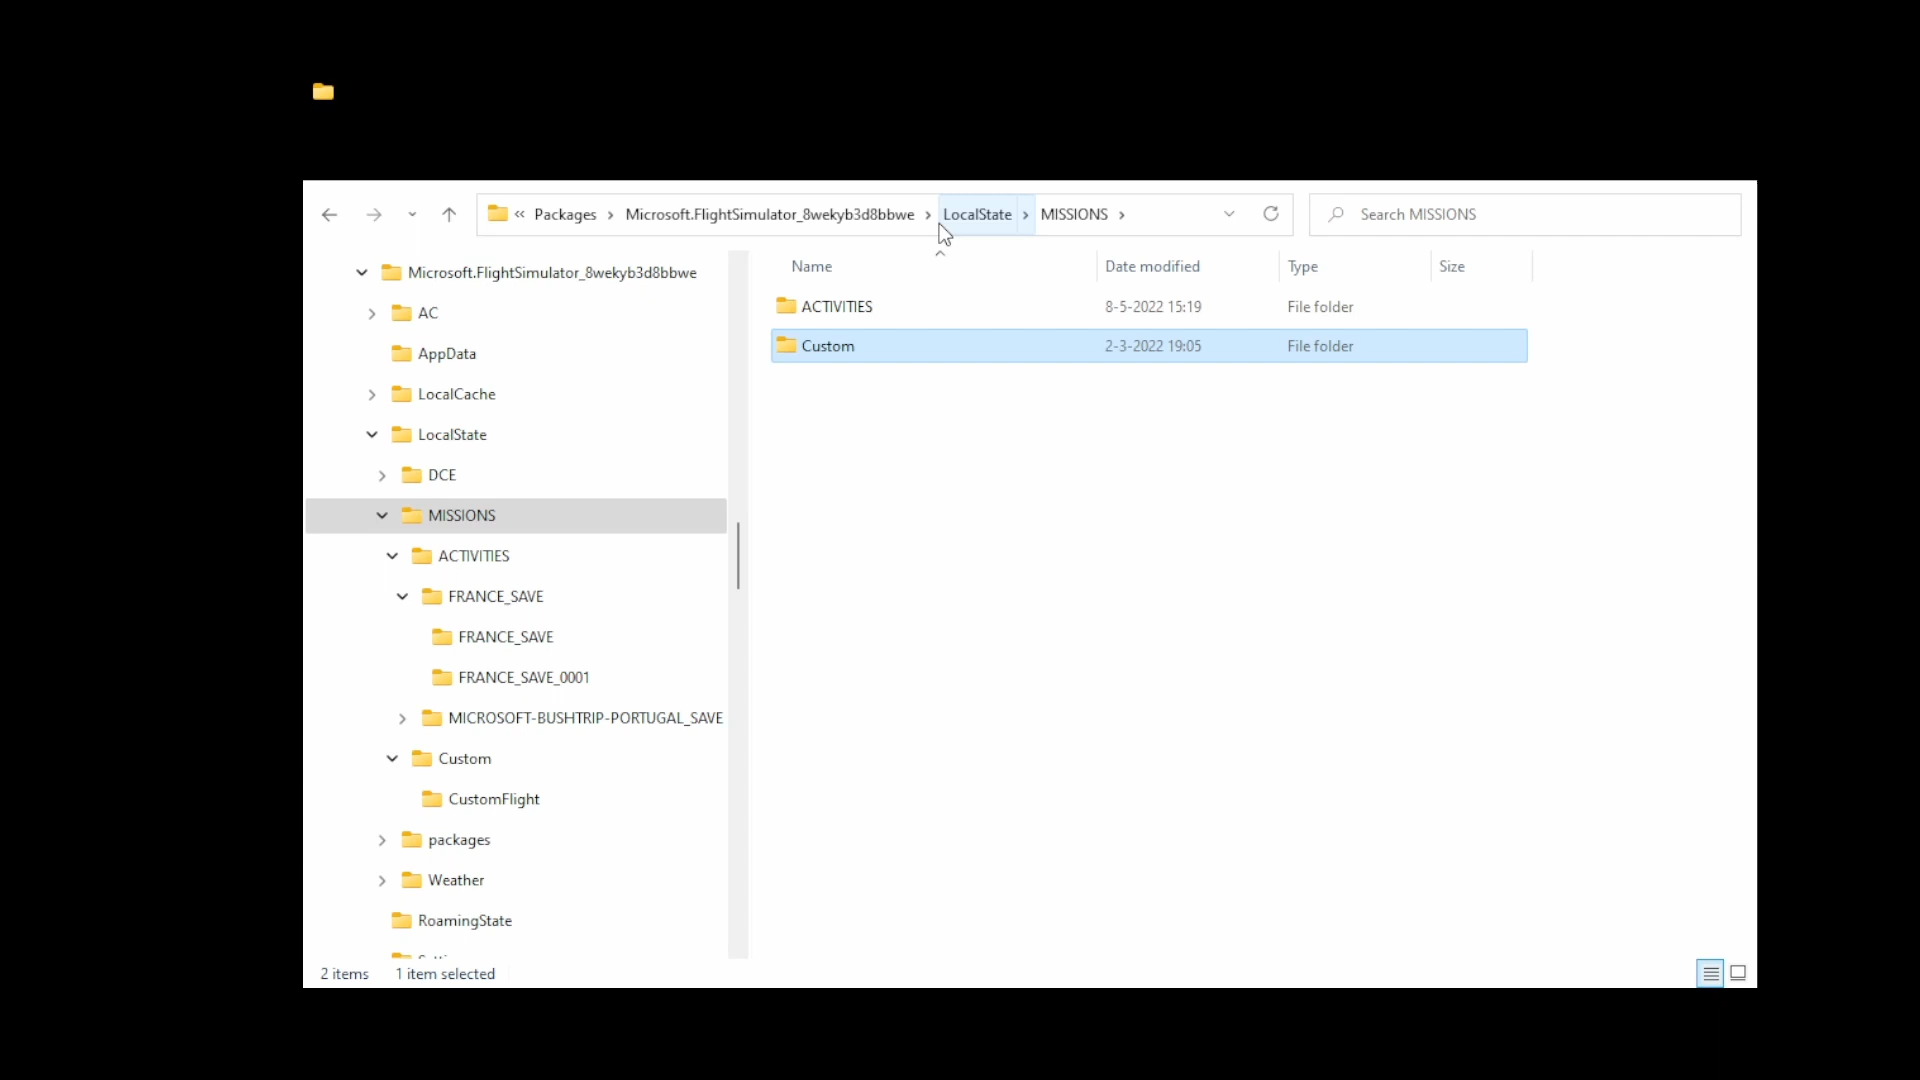 « Packages > Microsoft.FlightSimulator_8wekyb3d8bbwe > LocalState > MISSIONS >
Search MISSIONS
Microsoft.FlightSimulator_8wekyb3d8bbwe
AC
AppData
LocalCache
LocalState
DCE
MISSIONS
ACTIVITIES
FRANCE_SAVE
FRANCE_SAVE
FRANCE_SAVE_0001
MICROSOFT-BUSHTRIP-PORTUGAL_SAVE
Custom
CustomFlight
packages
Weather
RoamingState
Name Date modified Type Size
ACTIVITIES 8-5-2022 15:19 File folder
Custom 2-3-2022 19:05 File folder
2 items 1 item selected